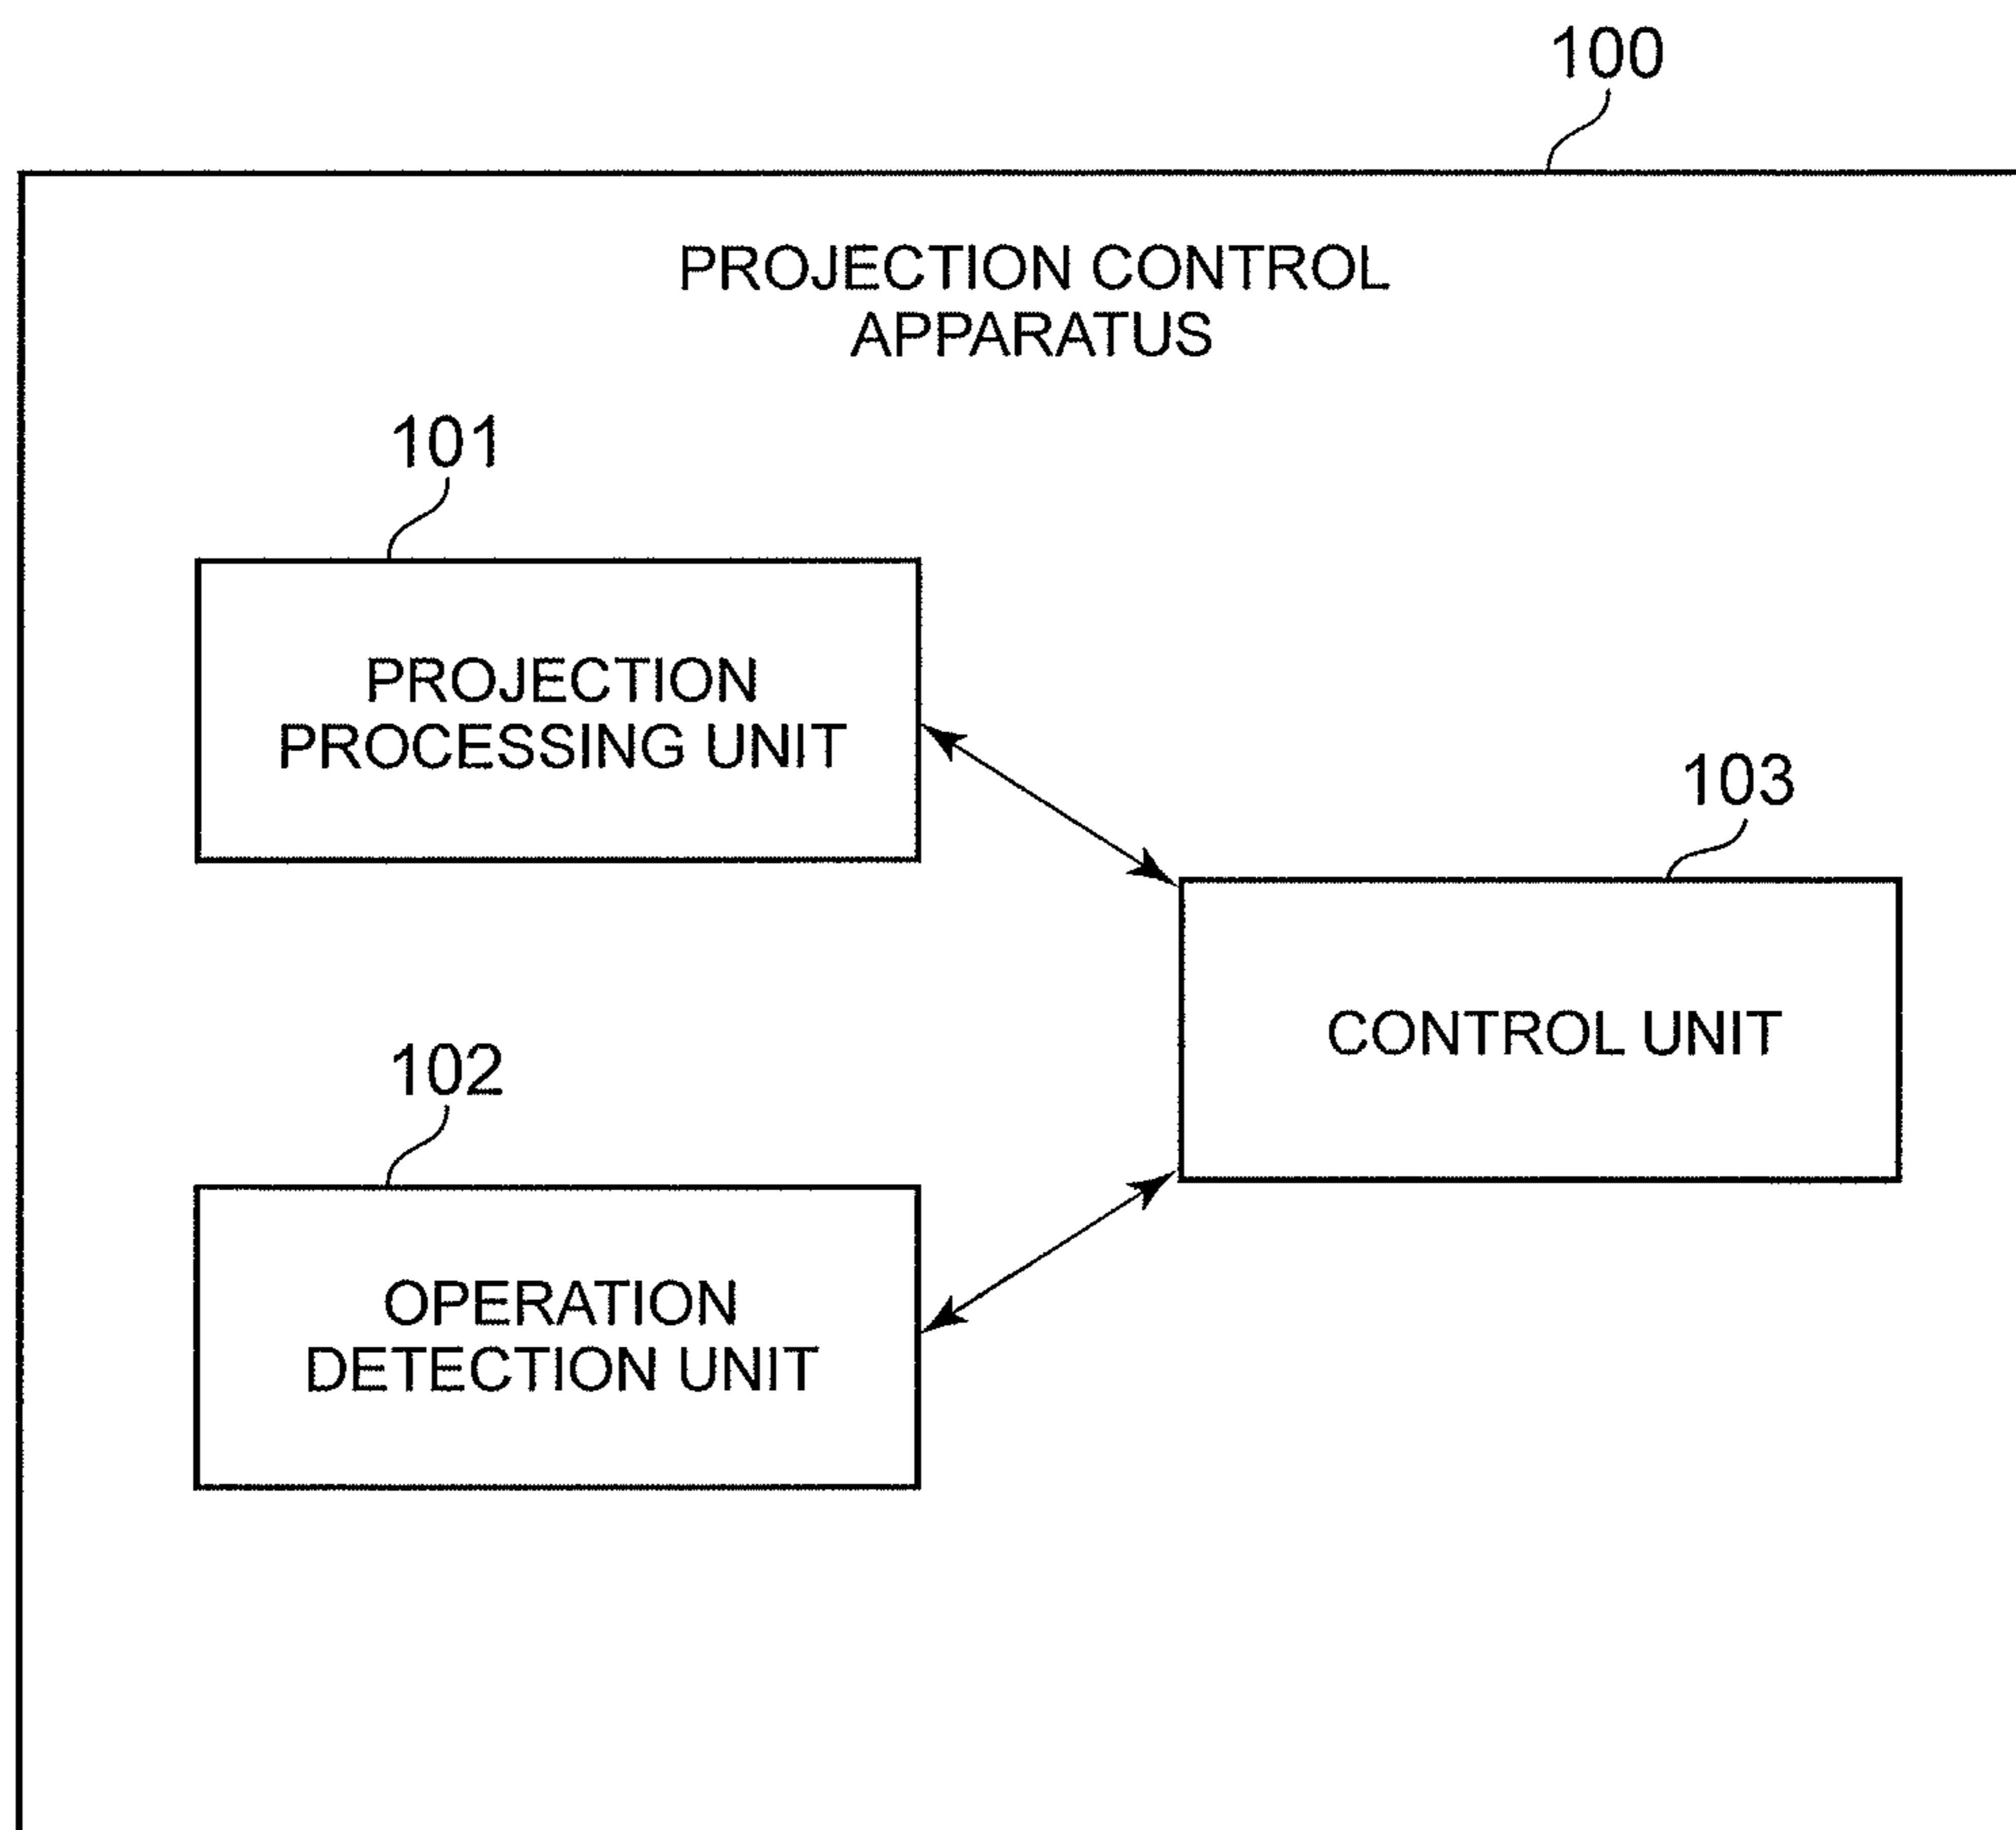 100
PROJECTION CONTROL
APPARATUS
101
PROJECTION
PROCESSING UNIT
103
CONTROL UNIT
102
OPERATION
DETECTION UNIT